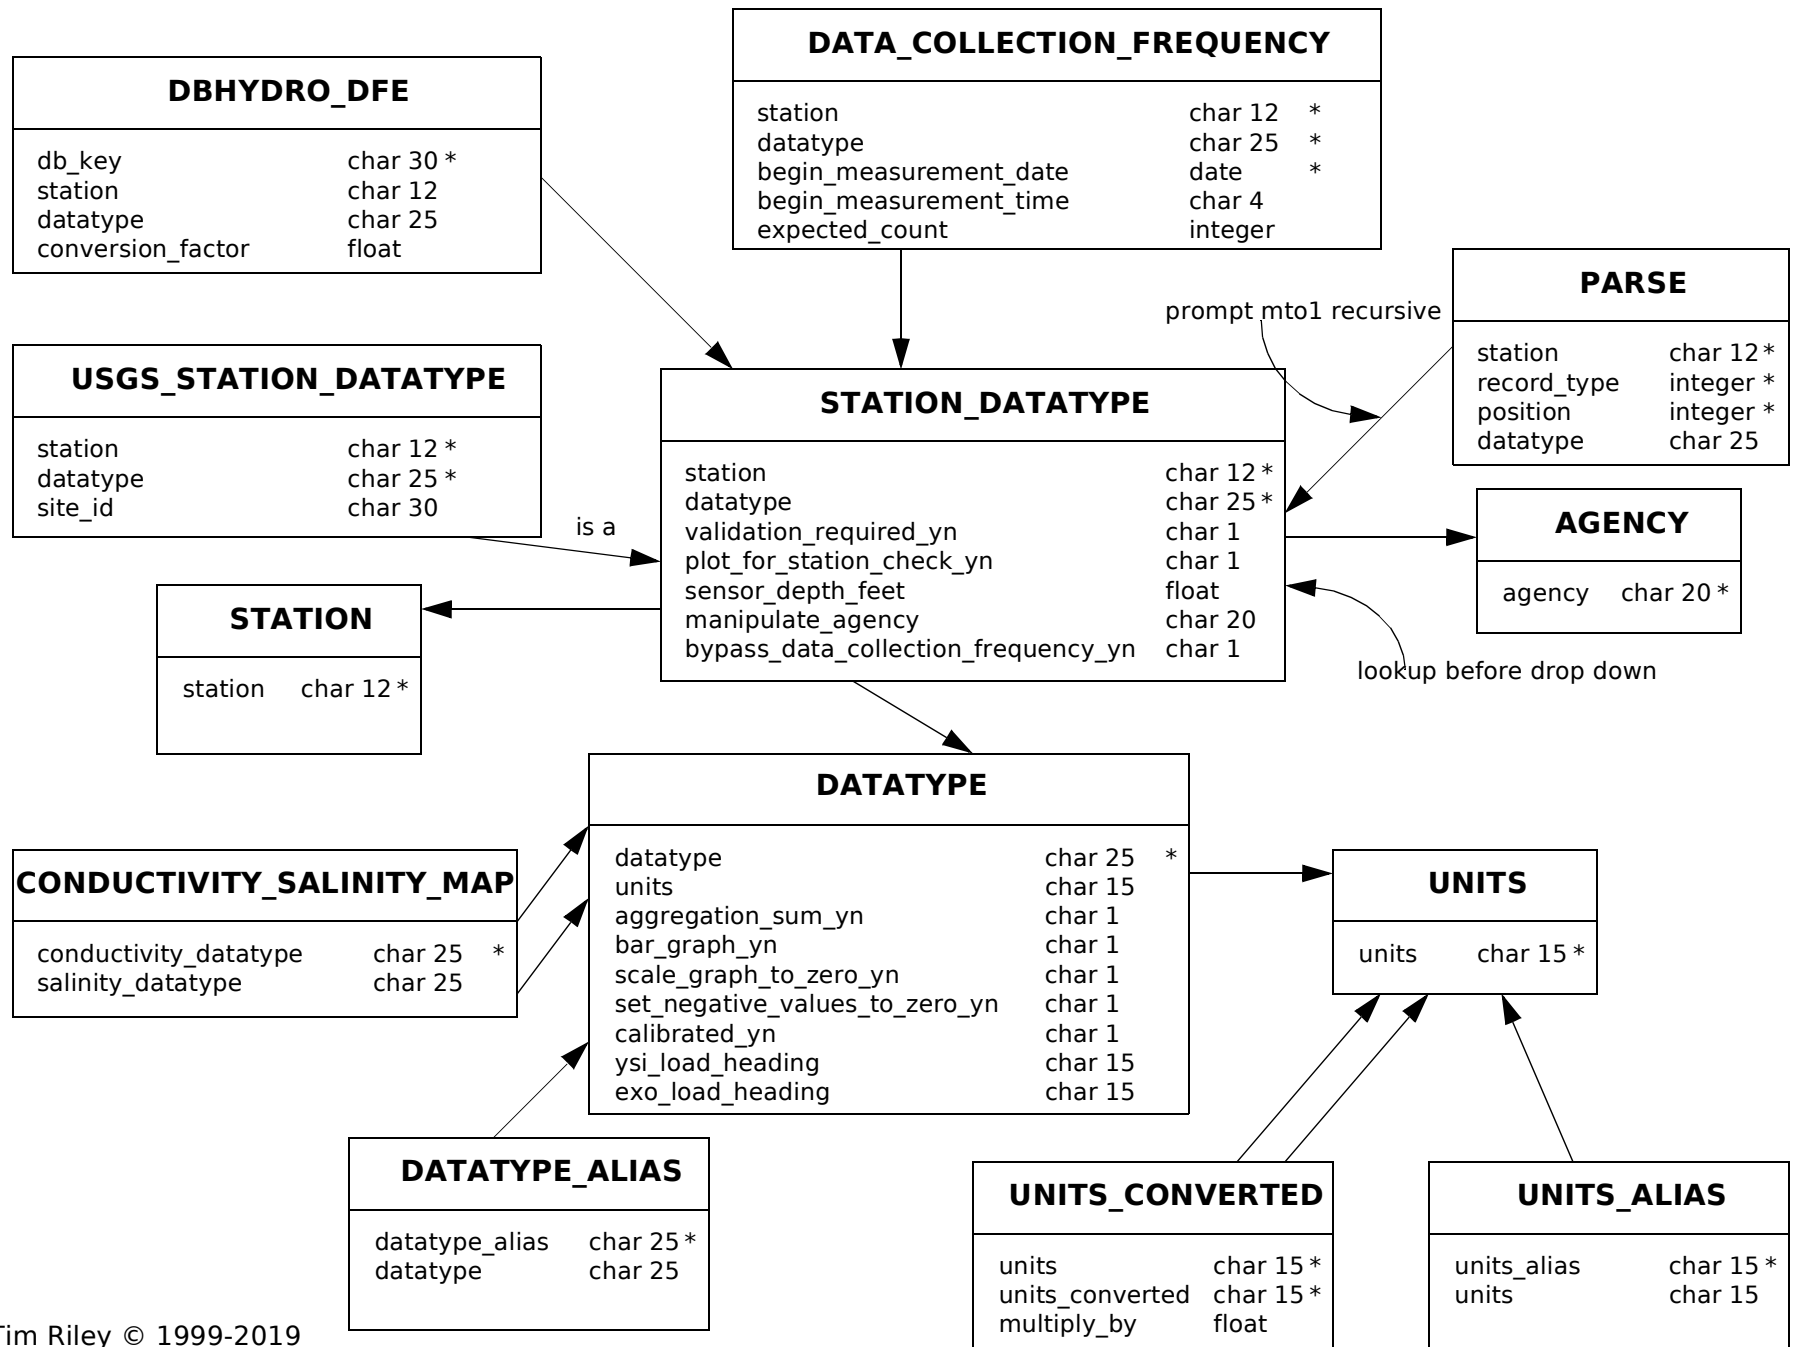 DATA_COLLECTION_FREQUENCY
station char 12 *
datatype char 25 *
begin_measurement_date date *
begin_measurement_time char 4
expected_count integer
DBHYDRO_DFE
db_key char 30 *
station char 12
datatype char 25
conversion_factor float
PARSE
station char 12 *
record_type integer *
position integer *
datatype char 25
prompt mto1 recursive
USGS_STATION_DATATYPE
station char 12 *
datatype char 25 *
site_id char 30
is a
STATION_DATATYPE
station char 12 *
datatype char 25 *
validation_required_yn char 1
plot_for_station_check_yn char 1
sensor_depth_feet float
manipulate_agency char 20
bypass_data_collection_frequency_yn char 1
AGENCY
agency char 20 *
lookup before drop down
STATION
station char 12 *
DATATYPE
datatype char 25 *
units char 15
aggregation_sum_yn char 1
bar_graph_yn char 1
scale_graph_to_zero_yn char 1
set_negative_values_to_zero_yn char 1
calibrated_yn char 1
ysi_load_heading char 15
exo_load_heading char 15
CONDUCTIVITY_SALINITY_MAP
conductivity_datatype char 25 *
salinity_datatype char 25
UNITS
units char 15 *
DATATYPE_ALIAS
datatype_alias char 25 *
datatype char 25
UNITS_CONVERTED
units char 15 *
units_converted char 15 *
multiply_by float
UNITS_ALIAS
units_alias char 15 *
units char 15
Tim Riley © 1999-2019